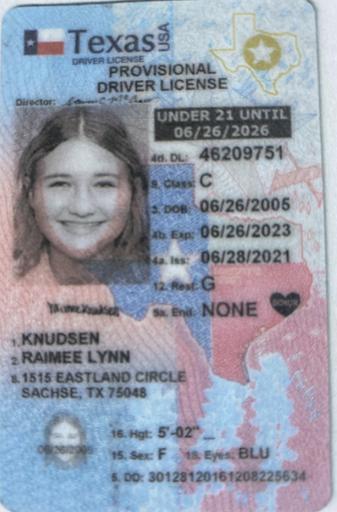 Texas USA
DRIVER LICENSE
PROVISIONAL
DRIVER LICENSE
Director:
UNDER 21 UNTIL
06/26/2026
4d. DL: 46209751
9. Class: C
3. DOB: 06/26/2005
4b. Exp: 06/26/2023
4a. Iss: 06/28/2021
12. Rest: G
9a. End: NONE
DONOR
1. KNUDSEN
2. RAIMEE LYNN
8. 1515 EASTLAND CIRCLE
SACHSE, TX 75048
16. Hgt: 5'-02"
15. Sex: F 18. Eyes: BLU
5. DD: 30128120161208225634
06/26/2005